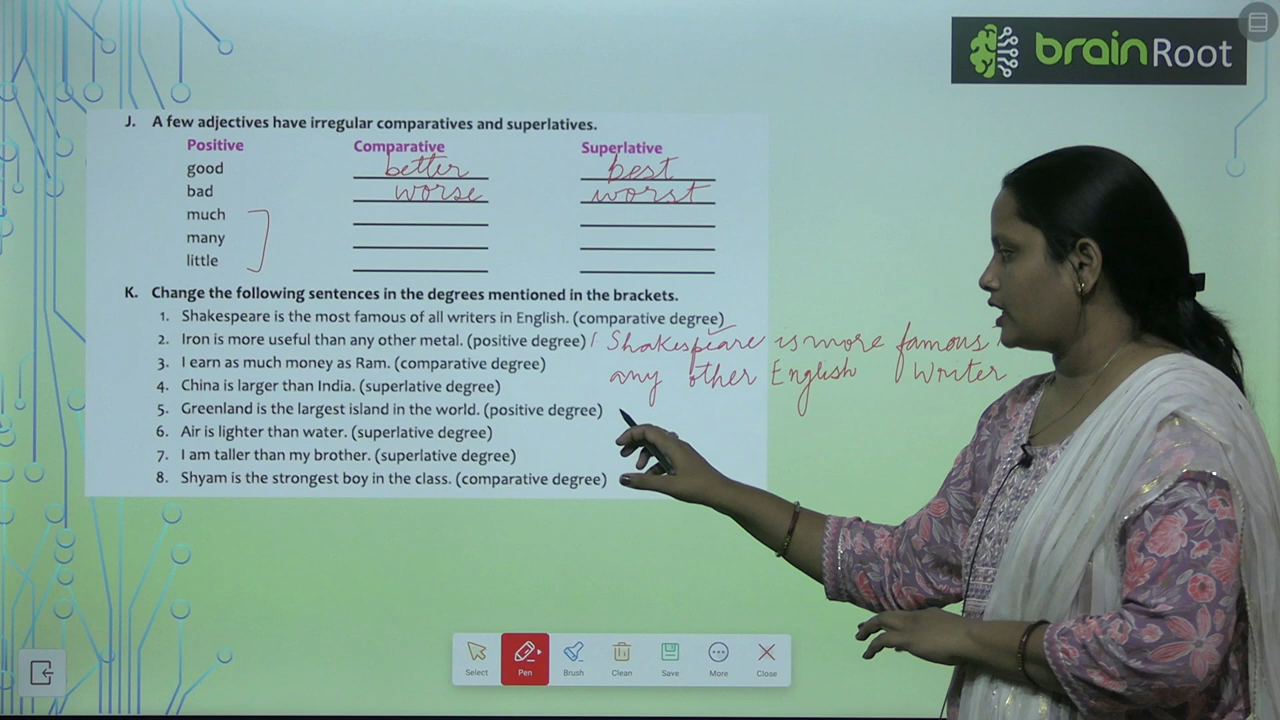 brainRoot
J. A few adjectives have irregular comparatives and superlatives.
Positive Comparative Superlative
good better best
bad worse worst
much
many
little
K. Change the following sentences in the degrees mentioned in the brackets.
1. Shakespeare is the most famous of all writers in English. (comparative degree)
2. Iron is more useful than any other metal. (positive degree) / Shakespeare is more famous
3. I earn as much money as Ram. (comparative degree) any other English Writer
4. China is larger than India. (superlative degree)
5. Greenland is the largest island in the world. (positive degree)
6. Air is lighter than water. (superlative degree)
7. I am taller than my brother. (superlative degree)
8. Shyam is the strongest boy in the class. (comparative degree)
Select Pen Brush Clean Save More Close